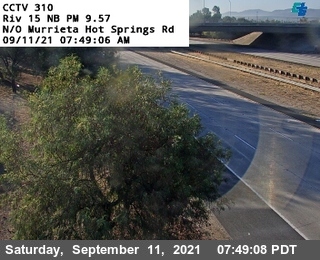 CCTV 310
Riv 15 NB PM 9.57
N/O Murrieta Hot Springs Rd
09/11/21 07:49:06 AM
Saturday, September 11, 2021 07:49:08 PDT